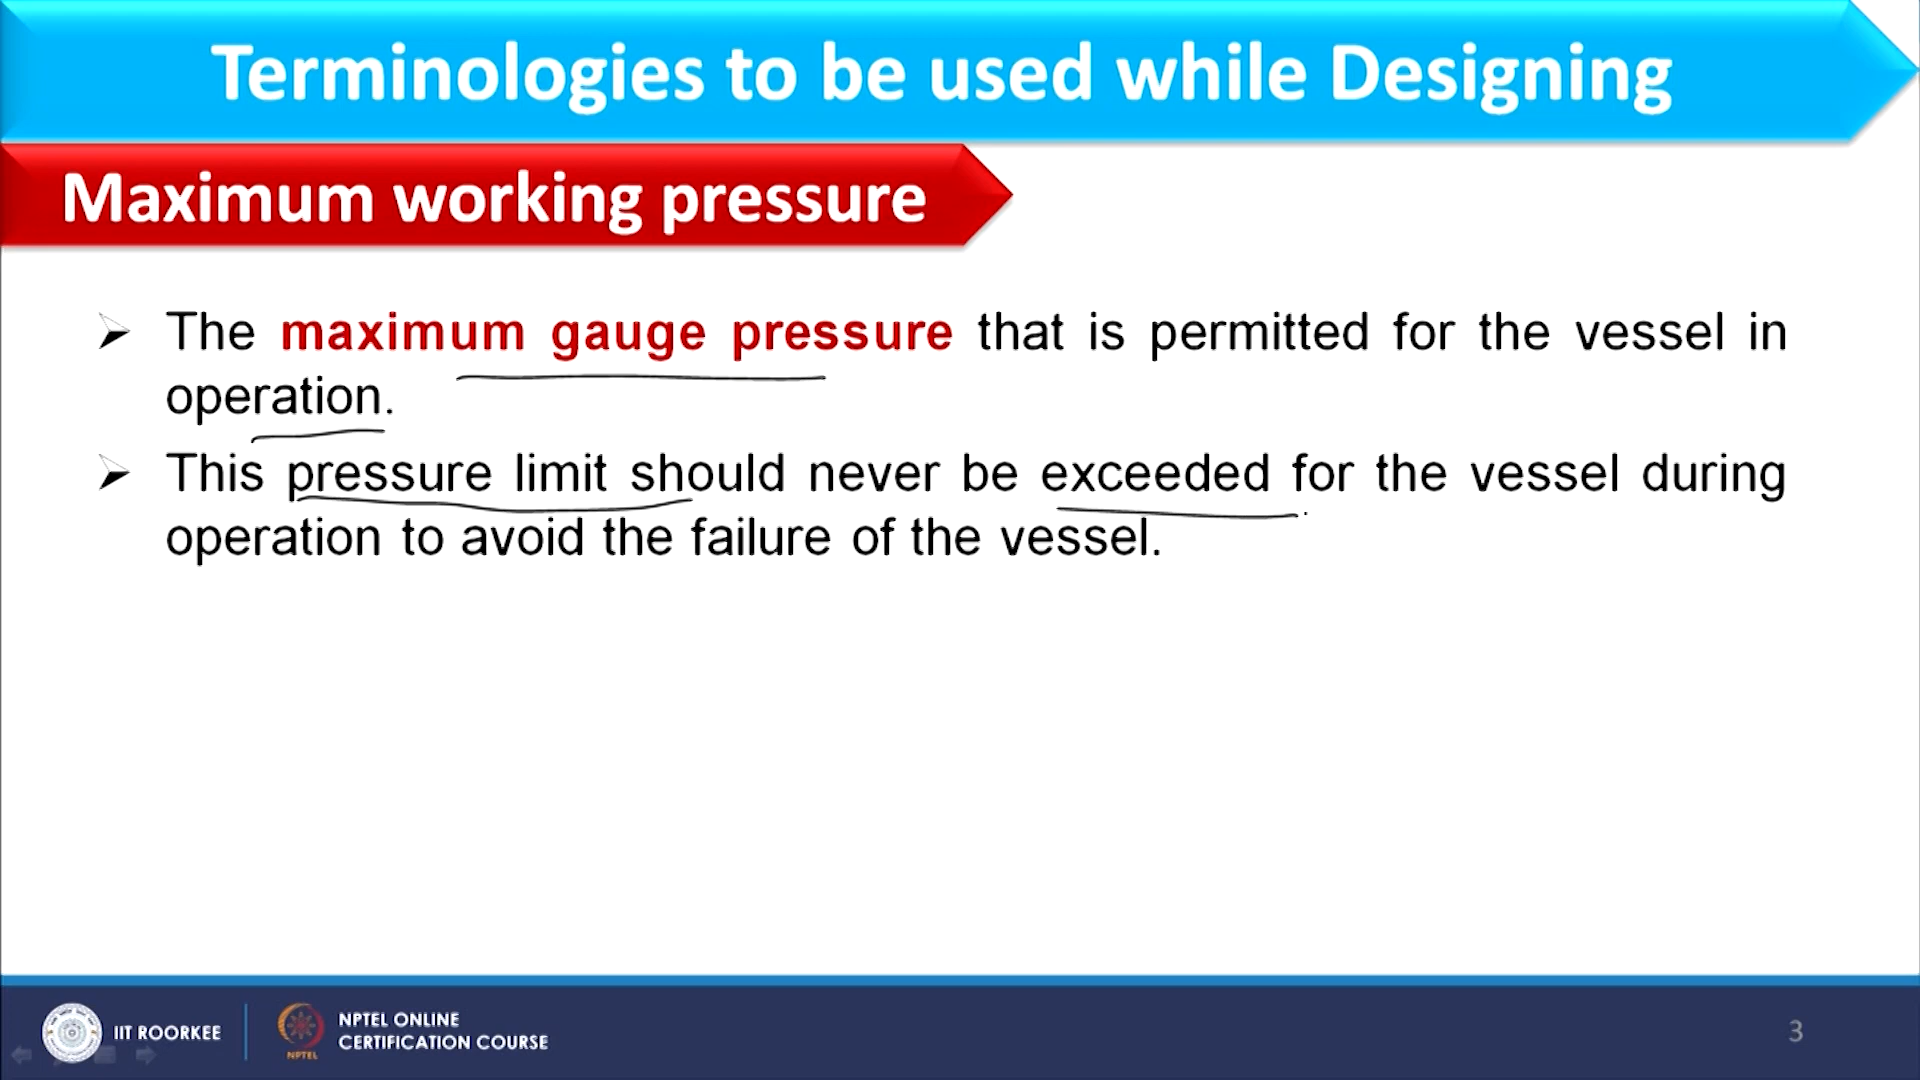 Terminologies to be used while Designing
Maximum working pressure
➢ The maximum gauge pressure that is permitted for the vessel in
operation.
➢ This pressure limit should never be exceeded for the vessel during
operation to avoid the failure of the vessel.
IIT ROORKEE
NPTEL
NPTEL ONLINE
CERTIFICATION COURSE
3